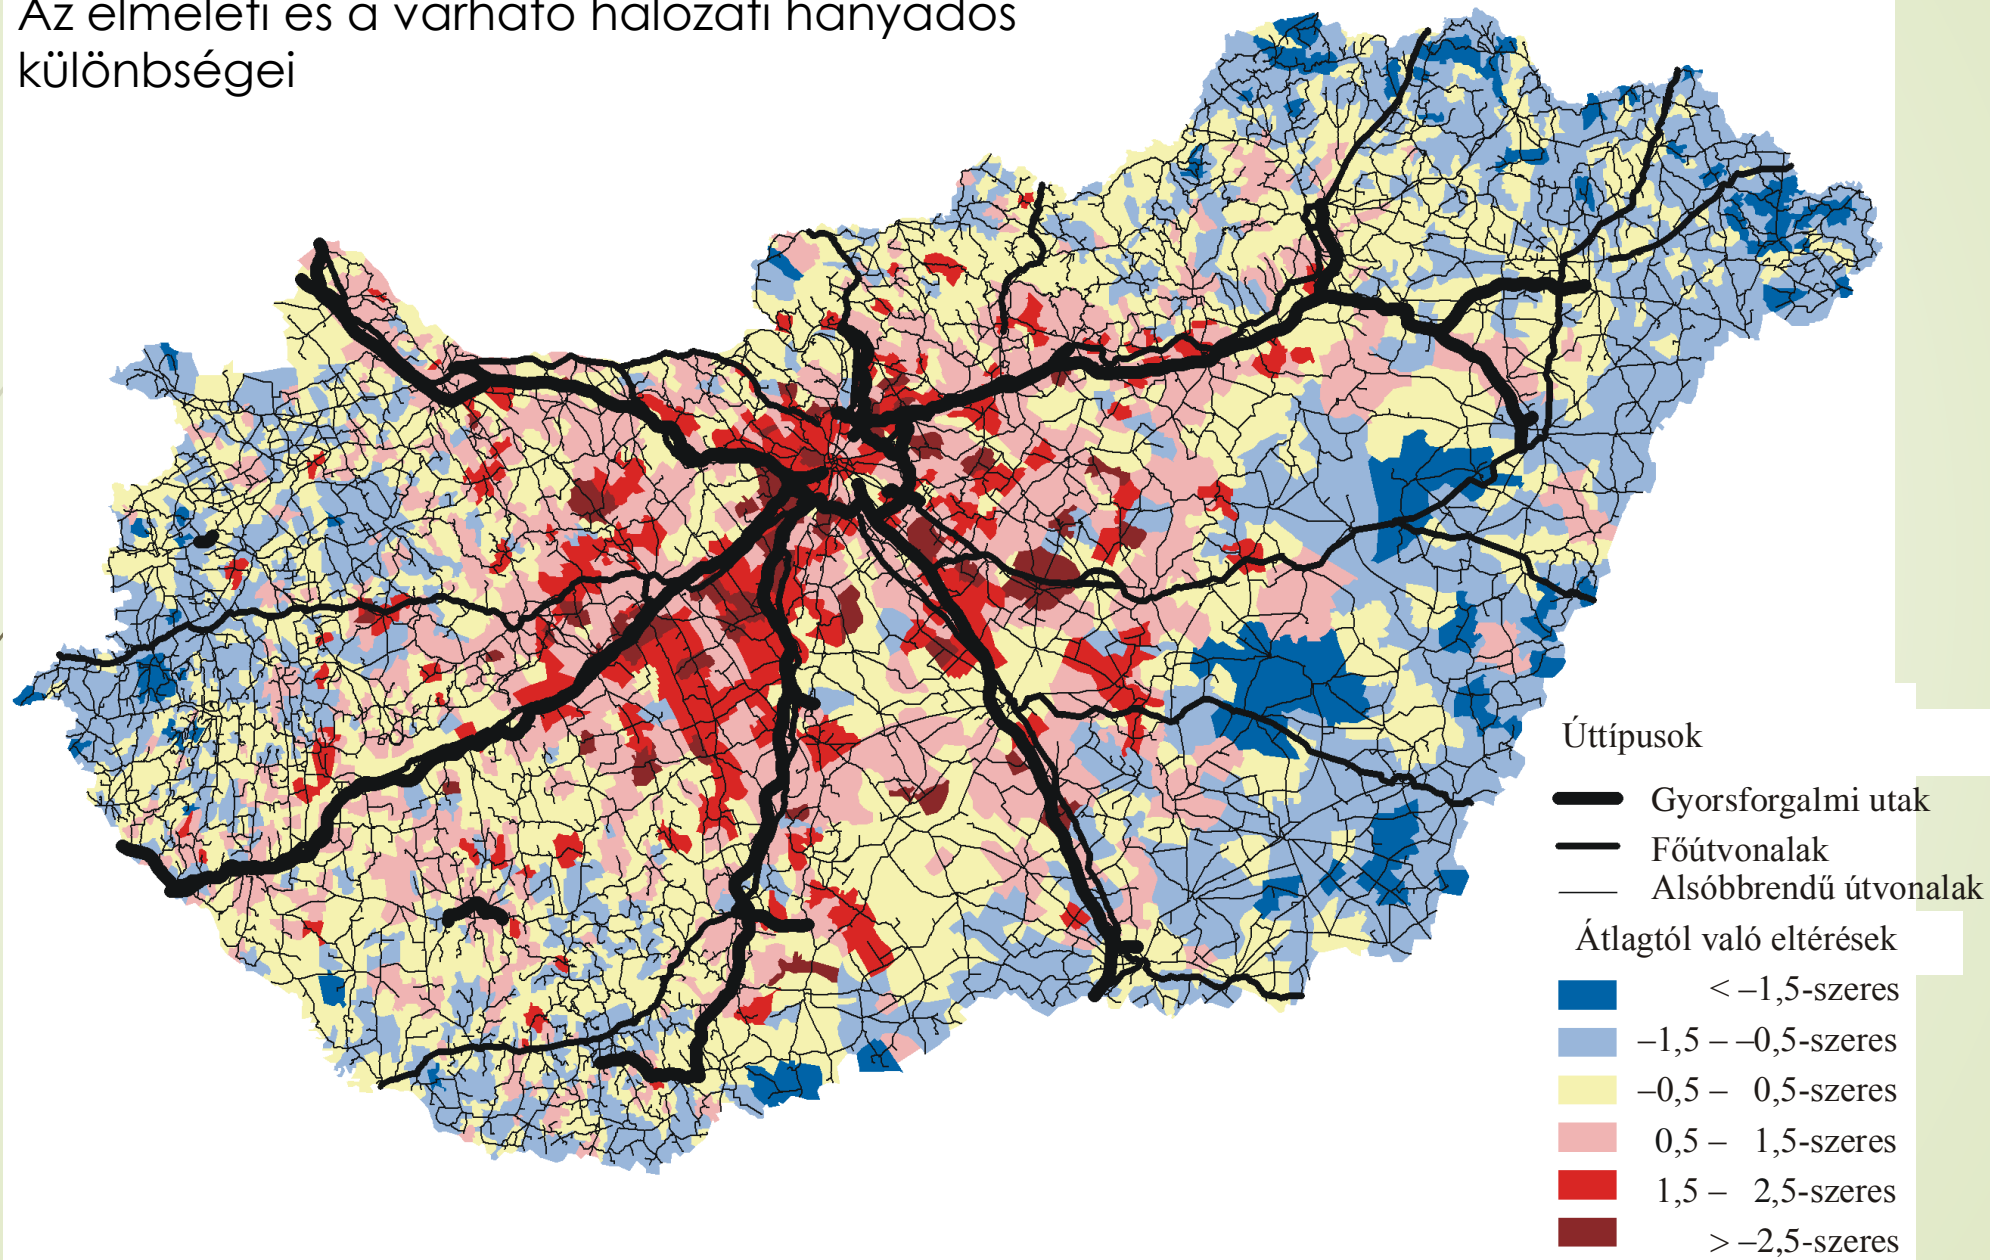 Az elméleti és a várható hálózati hányados
különbségei
Úttípusok
Gyorsforgalmi utak
Főútvonalak
Alsóbbrendű útvonalak
Átlagtól való eltérések
< –1,5-szeres
–1,5 – –0,5-szeres
–0,5 – 0,5-szeres
0,5 – 1,5-szeres
1,5 – 2,5-szeres
> –2,5-szeres